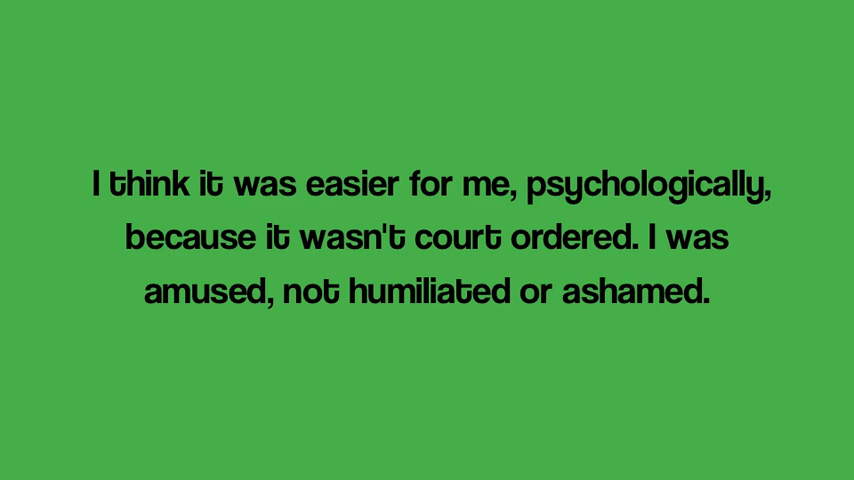 I think it was easier for me, psychologically,
because it wasn't court ordered. I was
amused, not humiliated or ashamed.